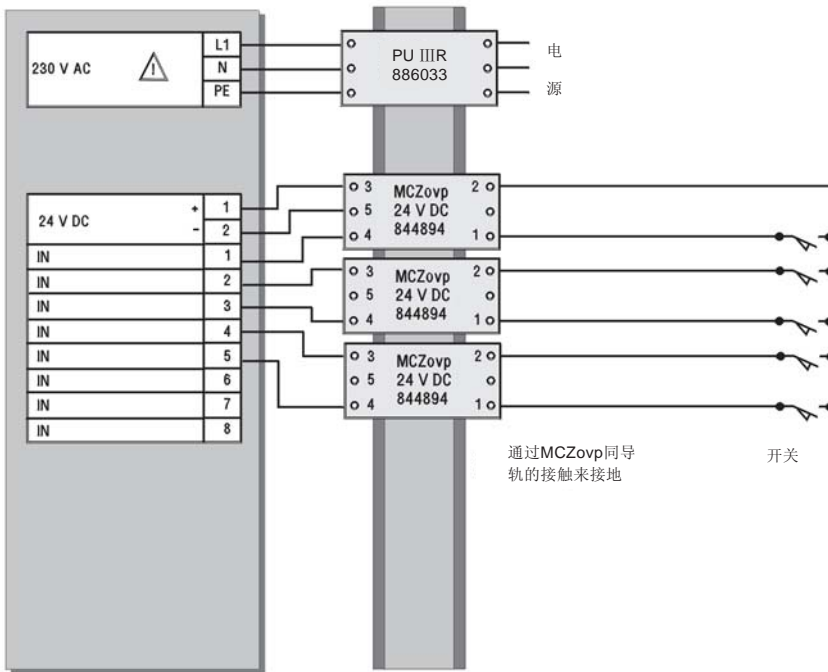 230 V AC
L1
N
PE
PU IIIR
886033
电
源
24 V DC
+ 1
- 2
IN 1
IN 2
IN 3
IN 4
IN 5
IN 6
IN 7
IN 8
3 MCZovp 2
5 24 V DC
4 844894 1
3 MCZovp 2
5 24 V DC
4 844894 1
3 MCZovp 2
5 24 V DC
4 844894 1
通过MCZovp同导
轨的接触来接地
开关